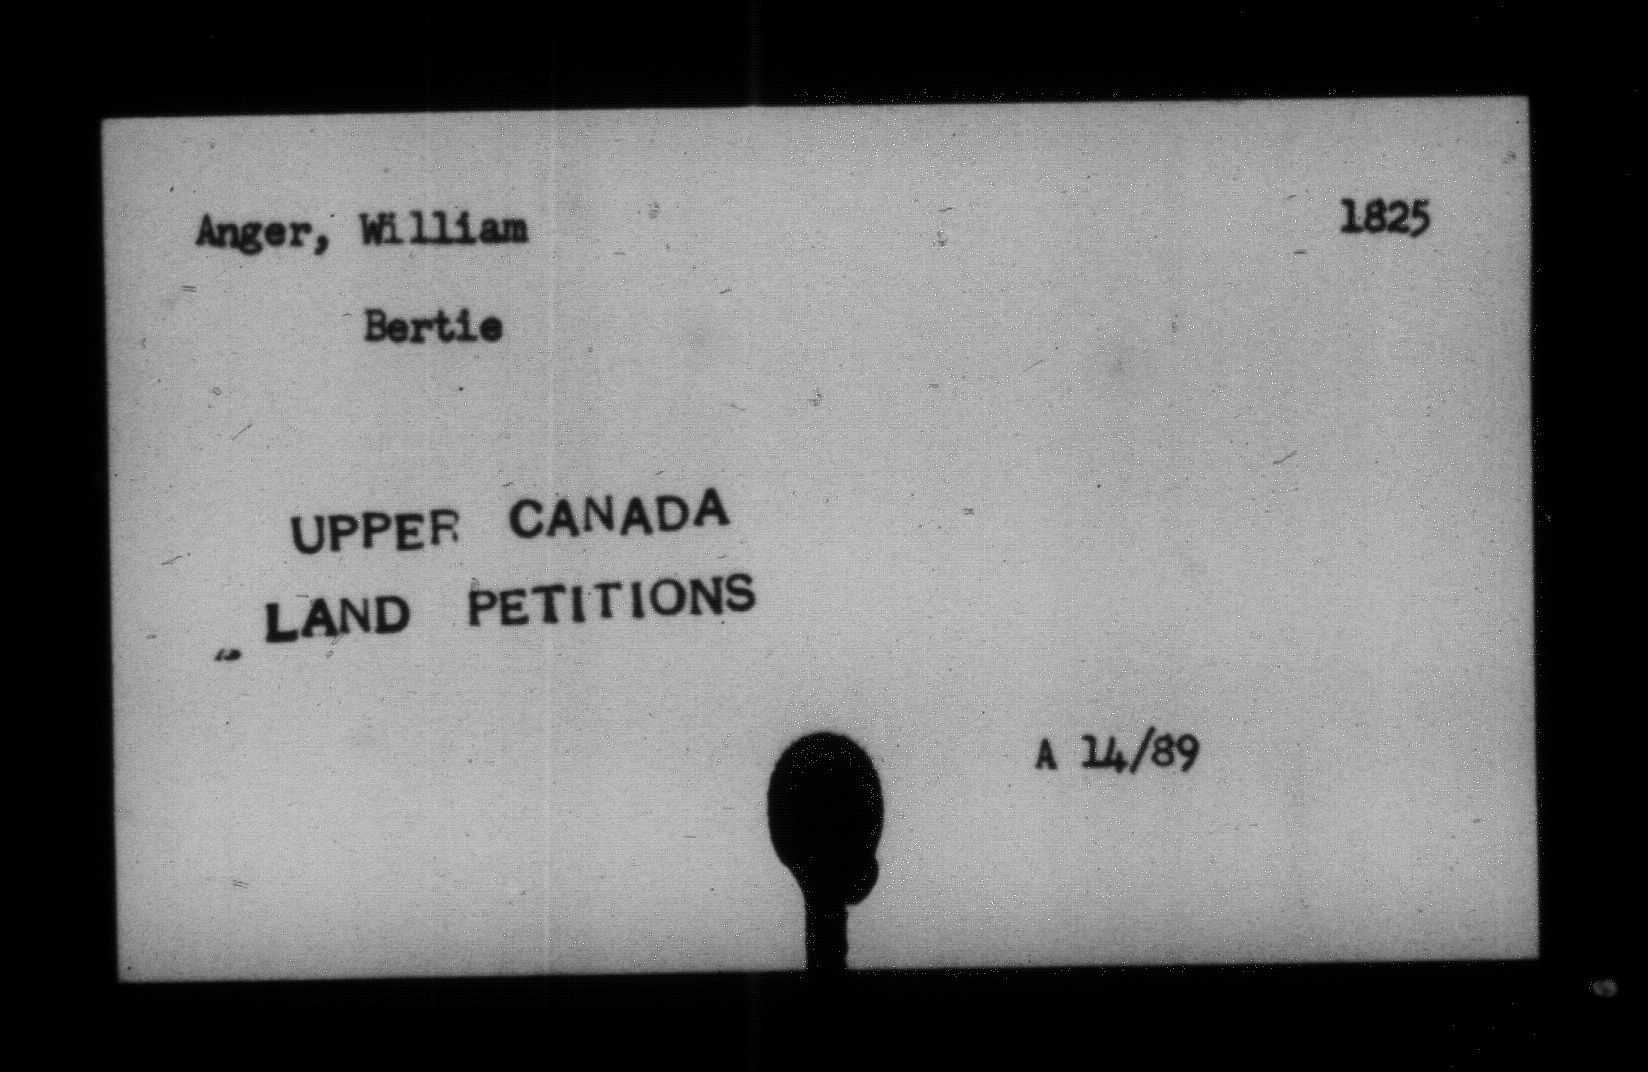 Anger, William 1825
Bertie
UPPER CANADA
LAND PETITIONS
A 14/89